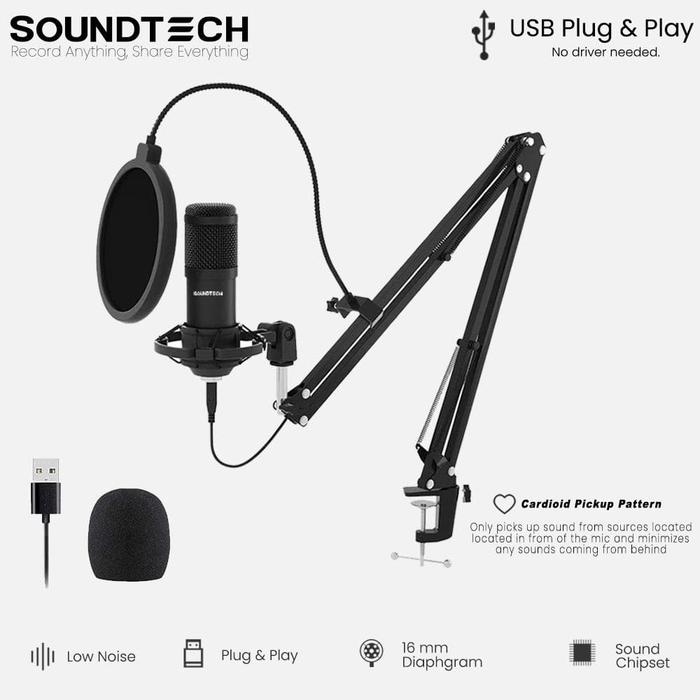 SOUNDTECH
Record Anything, Share Everything
USB Plug & Play
No driver needed.
SOUNDTECH
Cardioid Pickup Pattern
Only picks up sound from sources located
located in from of the mic and minimizes
any sounds coming from behind
Low Noise
Plug & Play
16 mm
Diaphgram
Sound
Chipset